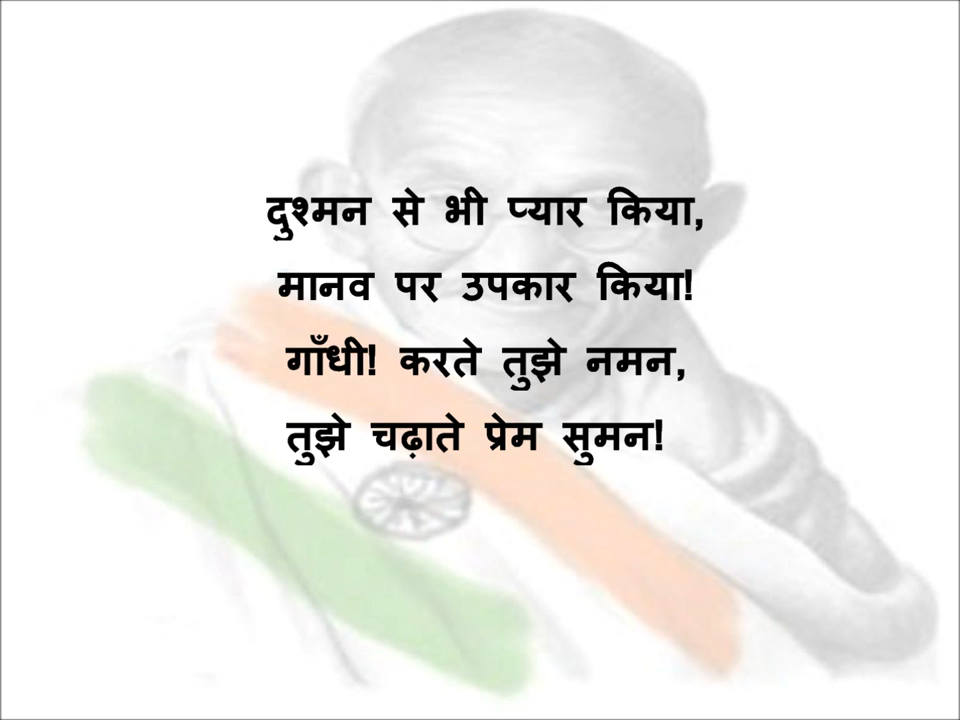 दुश्मन से भी प्यार किया,
मानव पर उपकार किया!
गाँधी! करते तुझे नमन,
तुझे चढ़ाते प्रेम सुमन!